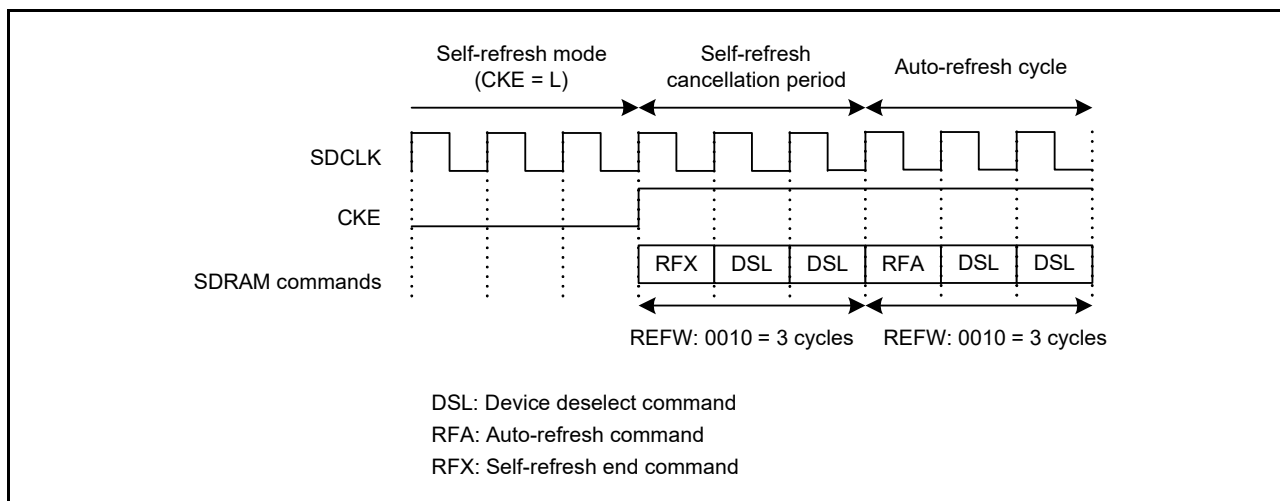 Self-refresh mode
(CKE = L)
Self-refresh
cancellation period
Auto-refresh cycle
SDCLK
CKE
SDRAM commands
RFX DSL DSL RFA DSL DSL
REFW: 0010 = 3 cycles REFW: 0010 = 3 cycles
DSL: Device deselect command
RFA: Auto-refresh command
RFX: Self-refresh end command